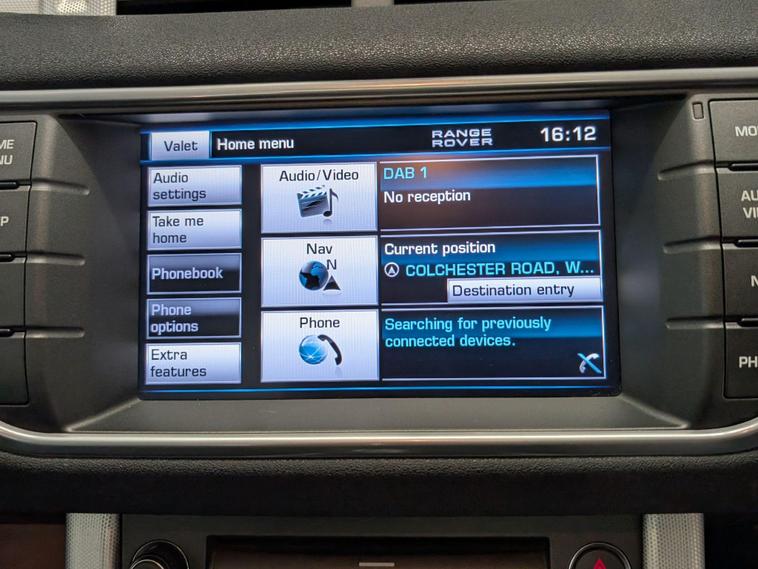 Valet
Home menu
RANGE
ROVER
16:12
Audio
settings
Take me
home
Phonebook
Phone
options
Extra
features
Audio/Video
Nav
N
Phone
DAB 1
No reception
Current position
COLCHESTER ROAD, W...
Destination entry
Searching for previously
connected devices.